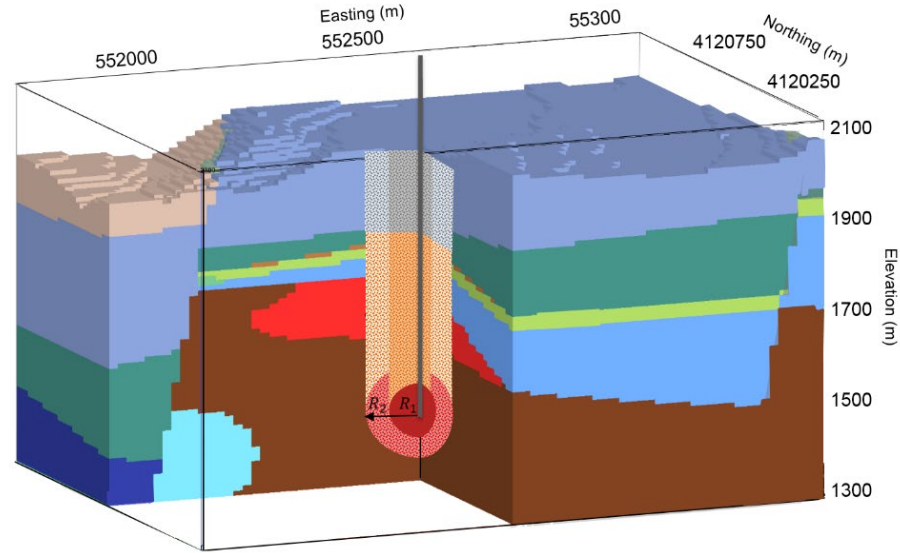 Easting (m)
552000
552500
55300
Northing (m)
4120750
4120250
2100
1900
1700
1500
1300
Elevation (m)
R₂
R₁